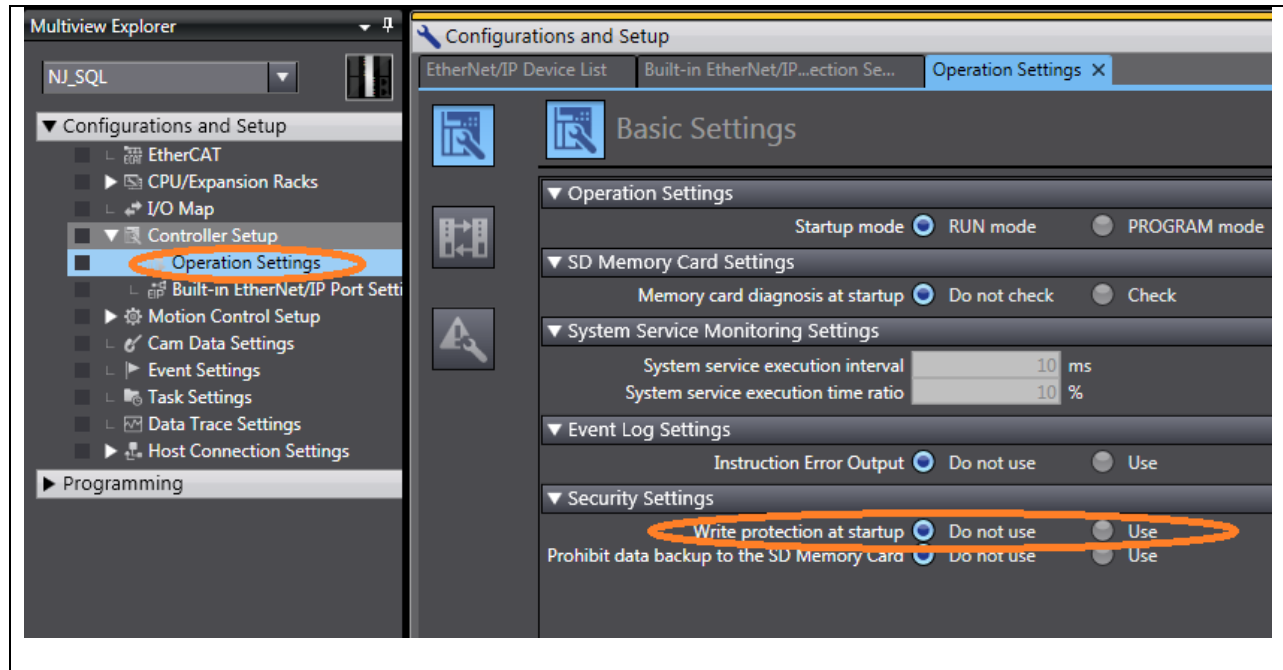 Multiview Explorer
NJ_SQL
Configurations and Setup
EtherCAT
CPU/Expansion Racks
I/O Map
Controller Setup
Operation Settings
Built-in EtherNet/IP Port Setti
Motion Control Setup
Cam Data Settings
Event Settings
Task Settings
Data Trace Settings
Host Connection Settings
Programming
Configurations and Setup
EtherNet/IP Device List Built-in EtherNet/IP...ection Se... Operation Settings X
Basic Settings
Operation Settings
Startup mode RUN mode PROGRAM mode
SD Memory Card Settings
Memory card diagnosis at startup Do not check Check
System Service Monitoring Settings
System service execution interval 10 ms
System service execution time ratio 10 %
Event Log Settings
Instruction Error Output Do not use Use
Security Settings
Write protection at startup Do not use Use
Prohibit data backup to the SD Memory Card Do not use Use